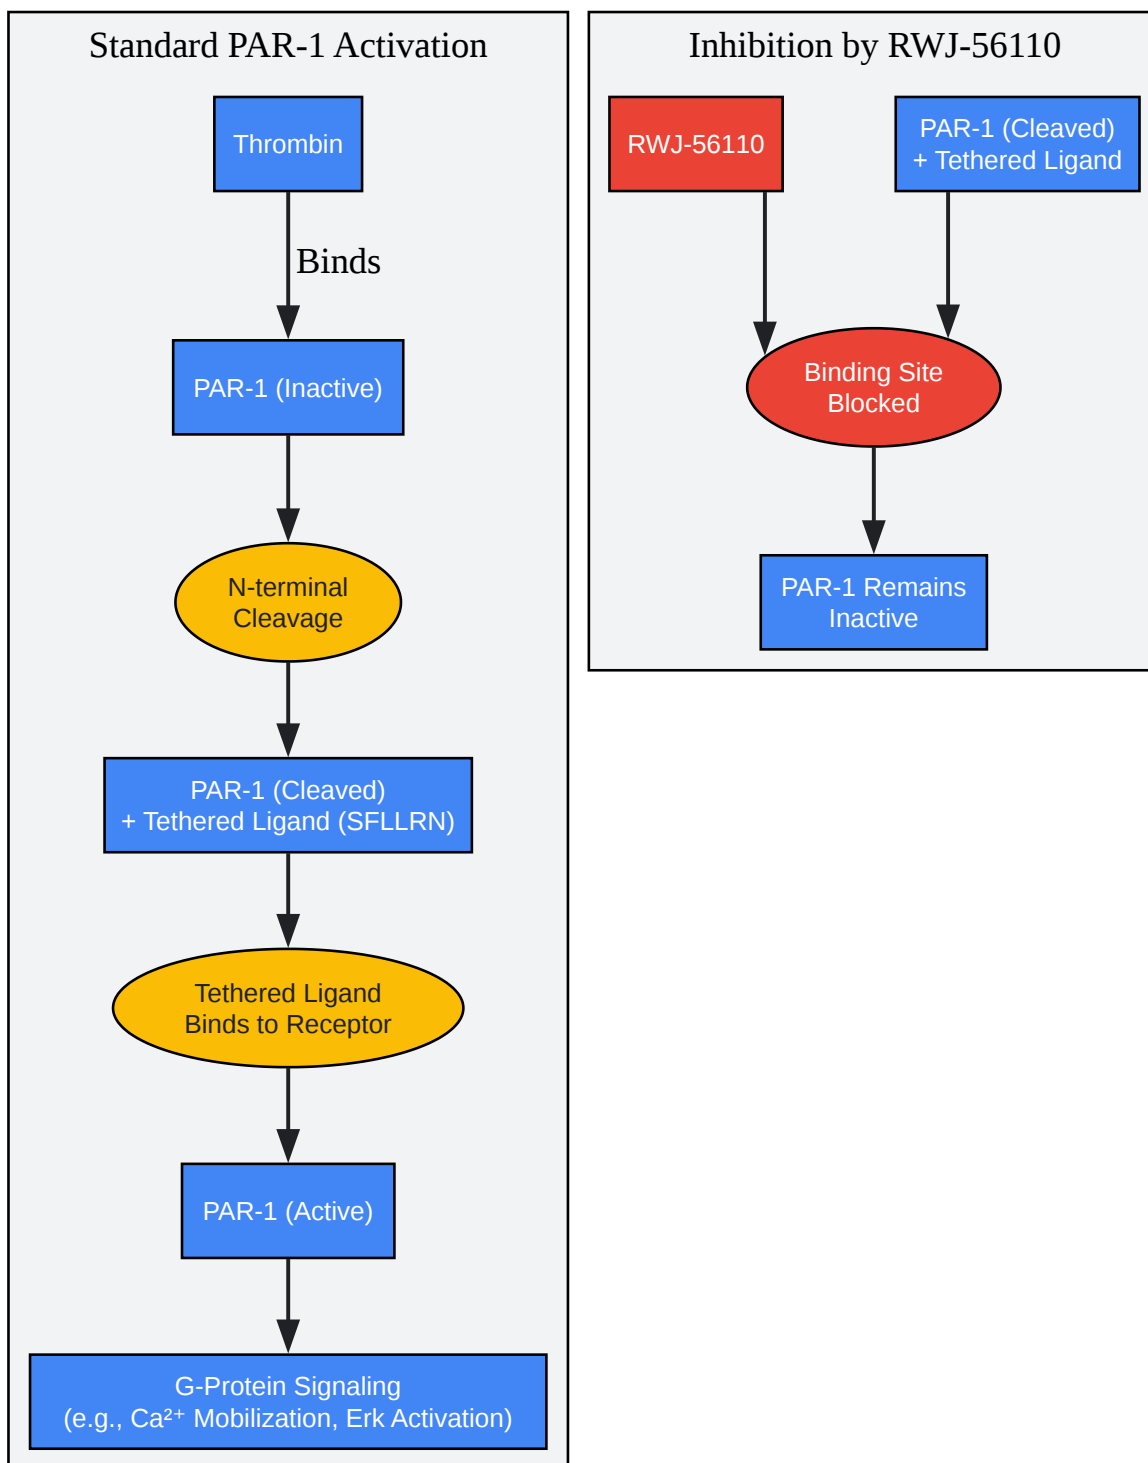 Standard PAR-1 Activation
Thrombin
Binds
PAR-1 (Inactive)
N-terminal
Cleavage
PAR-1 (Cleaved)
+ Tethered Ligand (SFLLRN)
Tethered Ligand
Binds to Receptor
PAR-1 (Active)
G-Protein Signaling
(e.g., Ca²⁺ Mobilization, Erk Activation)
Inhibition by RWJ-56110
RWJ-56110
PAR-1 (Cleaved)
+ Tethered Ligand
Binding Site
Blocked
PAR-1 Remains
Inactive